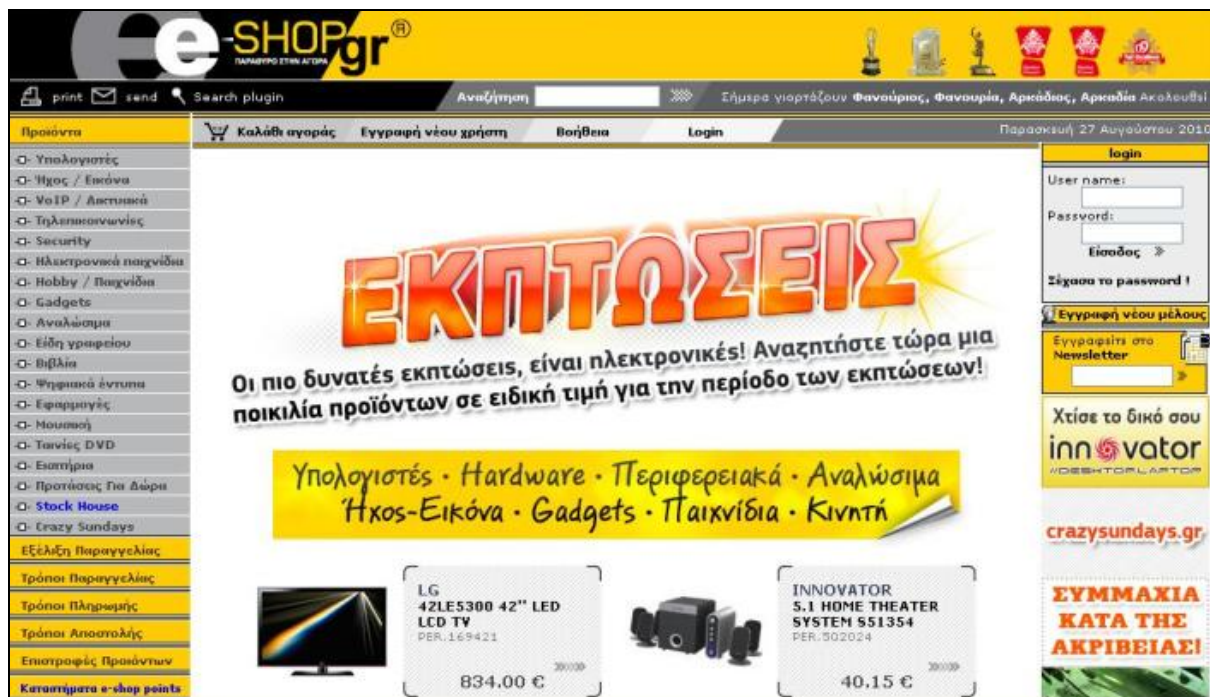 e-SHOP.gr®
ΠΑΡΑΘΥΡΟ ΣΤΗΝ ΑΓΟΡΑ
print send Search plugin
Αναζήτηση
Σήμερα γιορτάζουν Φανούριος, Φανουρία, Αρκάδιος, Αρκαδία Ακολουθεί
Προϊόντα
Καλάθι αγοράς Εγγραφή νέου χρήστη Βοήθεια Login
Παρασκευή 27 Αυγούστου 2010
Υπολογιστές
Ήχος / Εικόνα
VoIP / Δικτυακά
Τηλεπικοινωνίες
Security
Ηλεκτρονικά παιχνίδια
Hobby / Παιχνίδια
Gadgets
Αναλώσιμα
Είδη γραφείου
Βιβλία
Ψηφιακά έντυπα
Εφαρμογές
Μουσική
Ταινίες DVD
Εισιτήρια
Προτάσεις Για Δώρα
Stock House
Crazy Sundays
Εξέλιξη Παραγγελίας
Τρόποι Παραγγελίας
Τρόποι Πληρωμής
Τρόποι Αποστολής
Επιστροφές Προϊόντων
Καταστήματα e-shop points
ΕΚΠΤΩΣΕΙΣ
Οι πιο δυνατές εκπτώσεις, είναι ηλεκτρονικές! Αναζητήστε τώρα μια
ποικιλία προϊόντων σε ειδική τιμή για την περίοδο των εκπτώσεων!
Υπολογιστές · Hardware · Περιφερειακά · Αναλώσιμα
Ήχος-Εικόνα · Gadgets · Παιχνίδια · Κινητή
LG
42LE5300 42" LED
LCD TV
PER.169421
834.00 €
INNOVATOR
5.1 HOME THEATER
SYSTEM S51354
PER.502024
40.15 €
login
User name:
Password:
Είσοδος
Ξέχασα το password !
Εγγραφή νέου μέλους
Εγγραφείτε στο
Newsletter
Χτίσε το δικό σου
innovator
//DESKTOPLAPTOP
crazysundays.gr
ΣΥΜΜΑΧΙΑ
ΚΑΤΑ ΤΗΣ
ΑΚΡΙΒΕΙΑΣ!